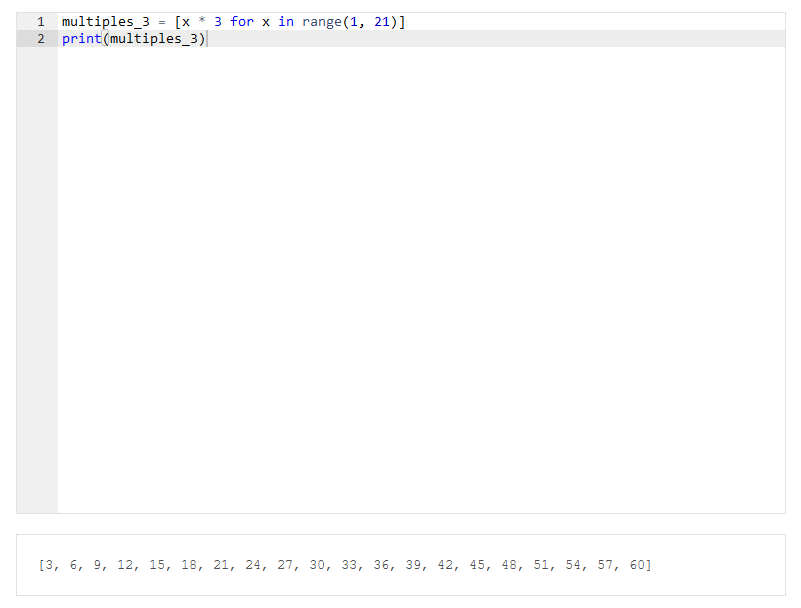 1 multiples_3 = [x * 3 for x in range(1, 21)]
2 print(multiples_3)
[3, 6, 9, 12, 15, 18, 21, 24, 27, 30, 33, 36, 39, 42, 45, 48, 51, 54, 57, 60]